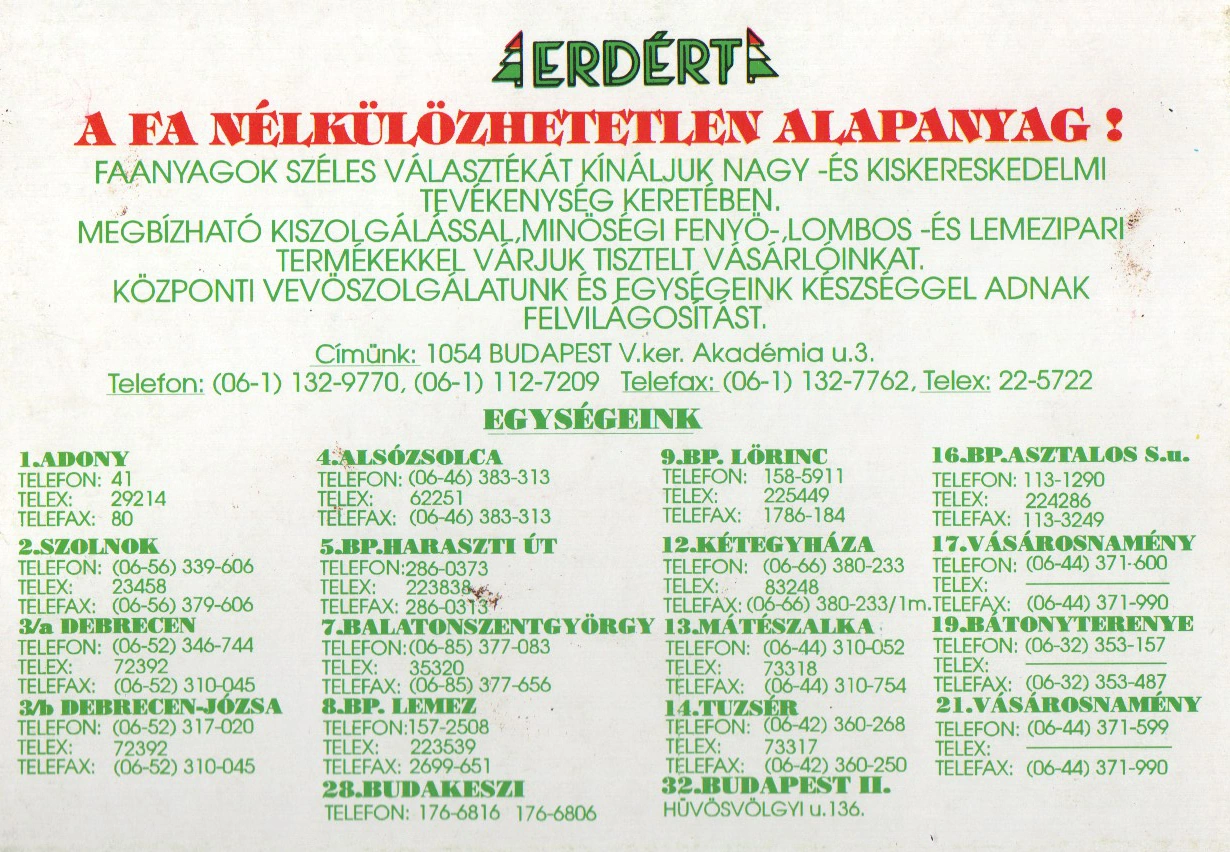 ERDÉRT
A FA NÉLKÜLÖZHETETLEN ALAPANYAG !
FAANYAGOK SZÉLES VÁLASZTÉKÁT KÍNÁLJUK NAGY -ÉS KISKERESKEDELMI
TEVÉKENYSÉG KERETÉBEN.
MEGBÍZHATÓ KISZOLGÁLÁSSAL,MINÖSÉGI FENYÖ-,LOMBOS -ÉS LEMEZIPARI
TERMÉKEKKEL VÁRJUK TISZTELT VÁSÁRLÓINKAT.
KÖZPONTI VEVÖSZOLGÁLATUNK ÉS EGYSÉGEINK KÉSZSÉGGEL ADNAK
FELVILÁGOSÍTÁST.
Címünk: 1054 BUDAPEST V.ker. Akadémia u.3.
Telefon: (06-1) 132-9770, (06-1) 112-7209 Telefax: (06-1) 132-7762, Telex: 22-5722
EGYSÉGEINK
1.ADONY
TELEFON: 41
TELEX: 29214
TELEFAX: 80
2.SZOLNOK
TELEFON: (06-56) 339-606
TELEX: 23458
TELEFAX: (06-56) 379-606
3/a DEBRECEN
TELEFON: (06-52) 346-744
TELEX: 72392
TELEFAX: (06-52) 310-045
3/b DEBRECEN-JÓZSA
TELEFON: (06-52) 317-020
TELEX: 72392
TELEFAX: (06-52) 310-045
4.ALSÓZSOLCA
TELEFON: (06-46) 383-313
TELEX: 62251
TELEFAX: (06-46) 383-313
5.BP.HARASZTI ÚT
TELEFON:286-0373
TELEX: 223838
TELEFAX: 286-0313
7.BALATONSZENTGYÖRGY
TELEFON:(06-85) 377-083
TELEX: 35320
TELEFAX: (06-85) 377-656
8.BP. LEMEZ
TELEFON:157-2508
TELEX: 223539
TELEFAX: 2699-651
28.BUDAKESZI
TELEFON: 176-6816 176-6806
9.BP. LÖRINC
TELEFON: 158-5911
TELEX: 225449
TELEFAX: 1786-184
12.KÉTEGYHÁZA
TELEFON: (06-66) 380-233
TELEX: 83248
TELEFAX: (06-66) 380-233/1m.
13.MÁTÉSZALKA
TELEFON: (06-44) 310-052
TELEX: 73318
TELEFAX: (06-44) 310-754
14.TUZSÉR
TELEFON: (06-42) 360-268
TELEX: 73317
TELEFAX: (06-42) 360-250
32.BUDAPEST II.
HÜVÖSVÖLGYI u.136.
16.BP.ASZTALOS S.u.
TELEFON: 113-1290
TELEX: 224286
TELEFAX: 113-3249
17.VÁSÁROSNAMÉNY
TELEFON: (06-44) 371-600
TELEX:
TELEFAX: (06-44) 371-990
19.BÁTONYTERENYE
TELEFON: (06-32) 353-157
TELEX:
TELEFAX: (06-32) 353-487
21.VÁSÁROSNAMÉNY
TELEFON: (06-44) 371-599
TELEX:
TELEFAX: (06-44) 371-990